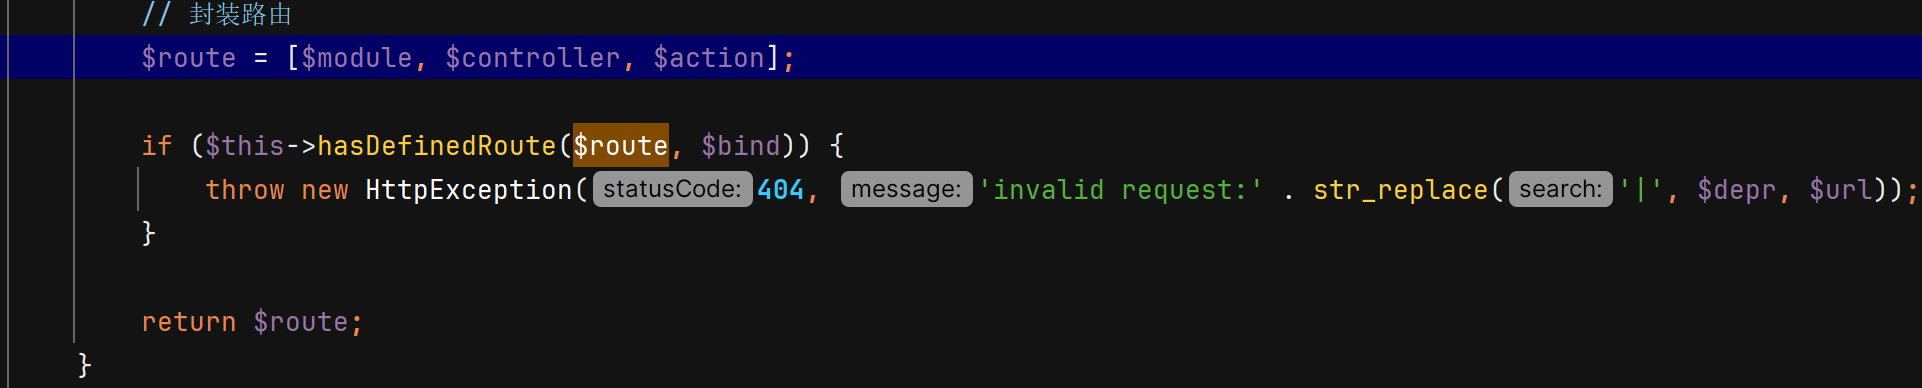 // 封装路由
$route = [$module, $controller, $action];
if ($this->hasDefinedRoute($route, $bind)) {
throw new HttpException( statusCode: 404, message: 'invalid request:' . str_replace( search: '|', $depr, $url));
}
return $route;
}